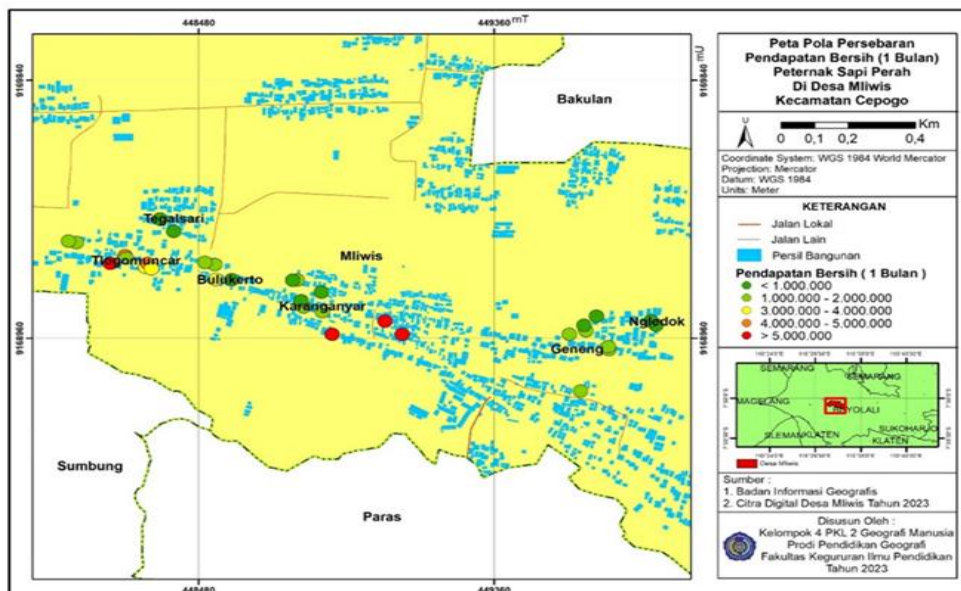 448480
449360 mT
9169840
mU
9169840
Bakulan
Tegalsari
Tlogomuncar
Mliwis
Bulukerto
Karanganyar
Ngledok
Geneng
9168960
9168960
Sumbung
Paras
448480
449360
Peta Pola Persebaran
Pendapatan Bersih (1 Bulan)
Peternak Sapi Perah
Di Desa Mliwis
Kecamatan Cepogo
U
Km
0 0,1 0,2 0,4
Coordinate System: WGS 1984 World Mercator
Projection: Mercator
Datum: WGS 1984
Units: Meter
KETERANGAN
Jalan Lokal
Jalan Lain
Persil Bangunan
Pendapatan Bersih (1 Bulan )
< 1.000.000
1.000.000 - 2.000.000
3.000.000 - 4.000.000
4.000.000 - 5.000.000
> 5.000.000
SEMARANG
SEMARANG
MAGELANG
BOYOLALI
SUKOHARJO
SLEMAN
KLATEN
KLATEN
Desa Mliwis
Sumber :
1. Badan Informasi Geografis
2. Citra Digital Desa Mliwis Tahun 2023
Disusun Oleh :
Kelompok 4 PKL 2 Geografi Manusia
Prodi Pendidikan Geografi
Fakultas Kegururan Ilmu Pendidikan
Tahun 2023